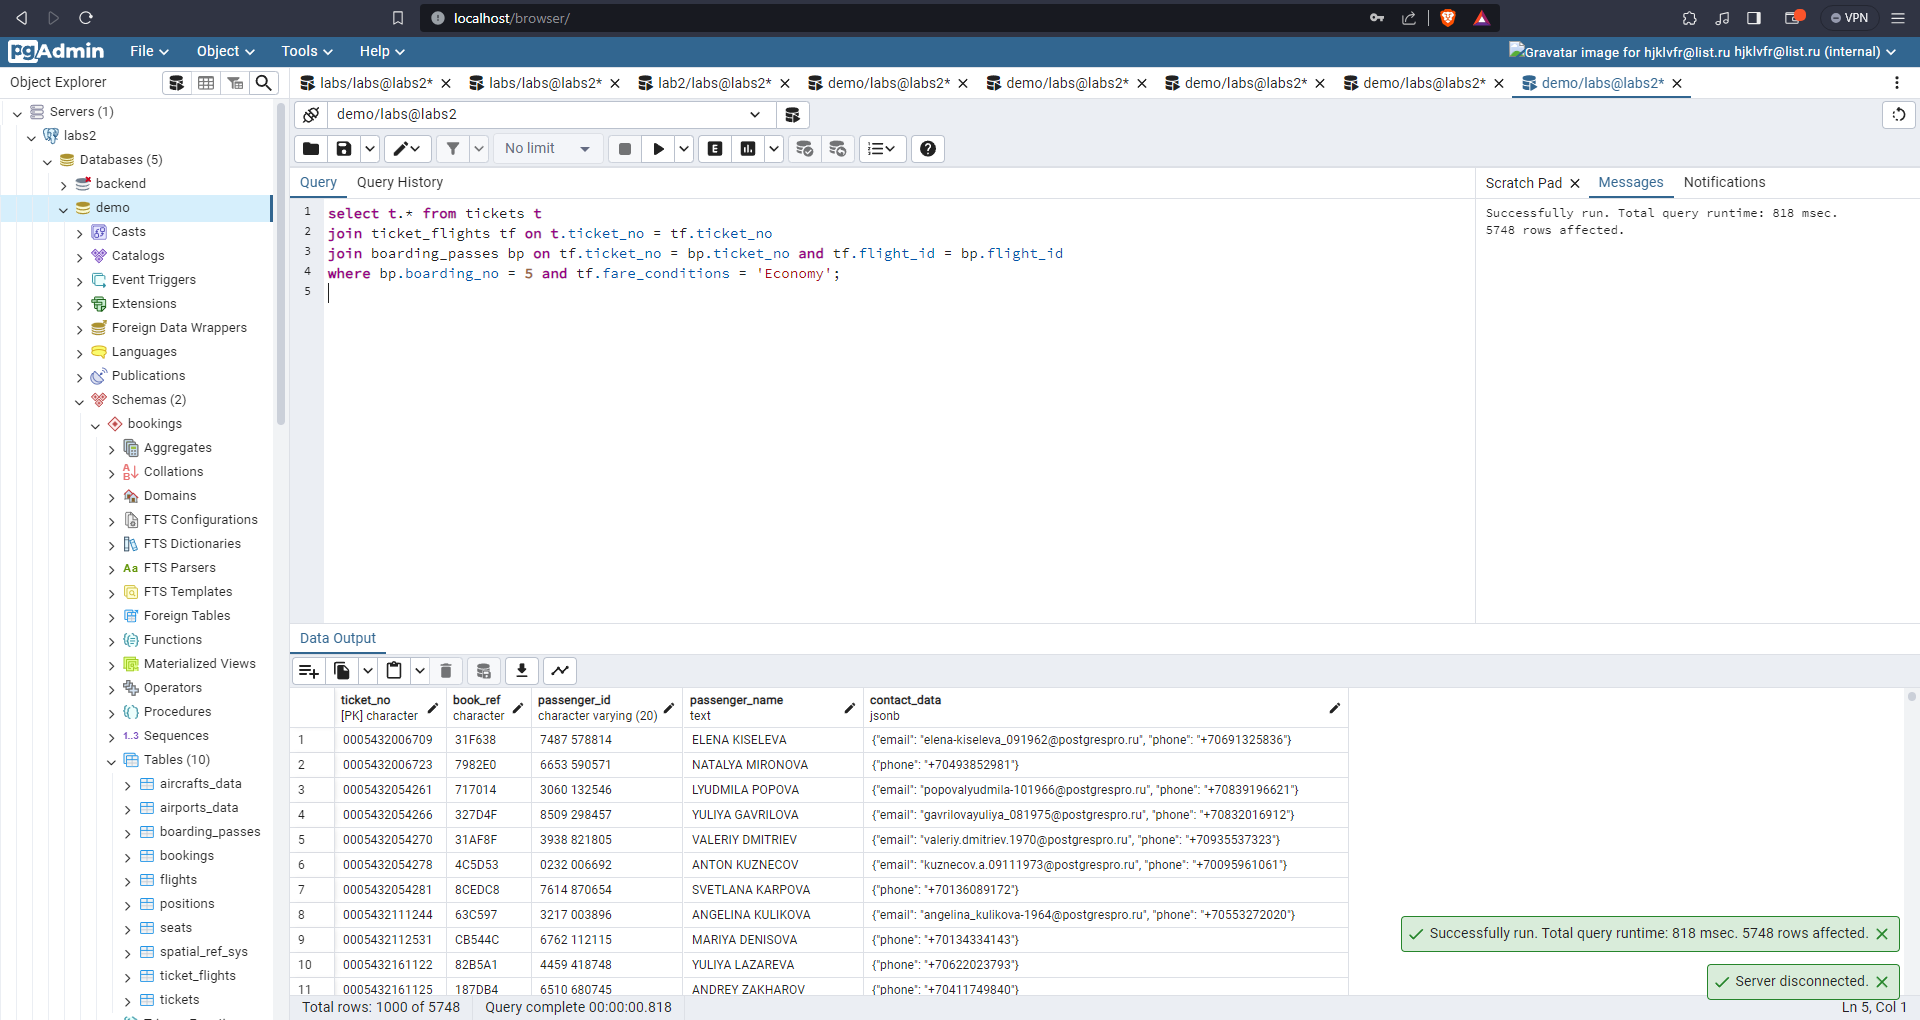 localhost/browser/
VPN
pgAdmin
File
Object
Tools
Help
Gravatar image for hjklvfr@list.ru hjklvfr@list.ru (internal)
Object Explorer
labs/labs@labs2*
labs/labs@labs2*
lab2/labs@labs2*
demo/labs@labs2*
demo/labs@labs2*
demo/labs@labs2*
demo/labs@labs2*
demo/labs@labs2*
Servers (1)
labs2
Databases (5)
backend
demo
Casts
Catalogs
Event Triggers
Extensions
Foreign Data Wrappers
Languages
Publications
Schemas (2)
bookings
Aggregates
Collations
Domains
FTS Configurations
FTS Dictionaries
Aa FTS Parsers
FTS Templates
Foreign Tables
Functions
Materialized Views
Operators
Procedures
1..3 Sequences
Tables (10)
aircrafts_data
airports_data
boarding_passes
bookings
flights
positions
seats
spatial_ref_sys
ticket_flights
tickets
demo/labs@labs2
No limit
E
Query
Query History
1 select t.* from tickets t
2 join ticket_flights tf on t.ticket_no = tf.ticket_no
3 join boarding_passes bp on tf.ticket_no = bp.ticket_no and tf.flight_id = bp.flight_id
4 where bp.boarding_no = 5 and tf.fare_conditions = 'Economy';
5
Scratch Pad
Messages
Notifications
Successfully run. Total query runtime: 818 msec.
5748 rows affected.
Data Output
ticket_no [PK] character
book_ref character
passenger_id character varying (20)
passenger_name text
contact_data jsonb
1 0005432006709 31F638 7487 578814 ELENA KISELEVA {"email": "elena-kiseleva_091962@postgrespro.ru", "phone": "+70691325836"}
2 0005432006723 7982E0 6653 590571 NATALYA MIRONOVA {"phone": "+70493852981"}
3 0005432054261 717014 3060 132546 LYUDMILA POPOVA {"email": "popovalyudmila-101966@postgrespro.ru", "phone": "+70839196621"}
4 0005432054266 327D4F 8509 298457 YULIYA GAVRILOVA {"email": "gavrilovayuliya_081975@postgrespro.ru", "phone": "+70832016912"}
5 0005432054270 31AF8F 3938 821805 VALERIY DMITRIEV {"email": "valeriy.dmitriev.1970@postgrespro.ru", "phone": "+70935537323"}
6 0005432054278 4C5D53 0232 006692 ANTON KUZNECOV {"email": "kuznecov.a.09111973@postgrespro.ru", "phone": "+70095961061"}
7 0005432054281 8CEDC8 7614 870654 SVETLANA KARPOVA {"phone": "+70136089172"}
8 0005432111244 63C597 3217 003896 ANGELINA KULIKOVA {"email": "angelina_kulikova-1964@postgrespro.ru", "phone": "+70553272020"}
9 0005432112531 CB544C 6762 112115 MARIYA DENISOVA {"phone": "+70134334143"}
10 0005432161122 82B5A1 4459 418748 YULIYA LAZAREVA {"phone": "+70622023793"}
11 0005432161125 187DB4 6510 680745 ANDREY ZAKHAROV {"phone": "+70411749840"}
Successfully run. Total query runtime: 818 msec. 5748 rows affected.
Server disconnected.
Total rows: 1000 of 5748
Query complete 00:00:00.818
Ln 5, Col 1